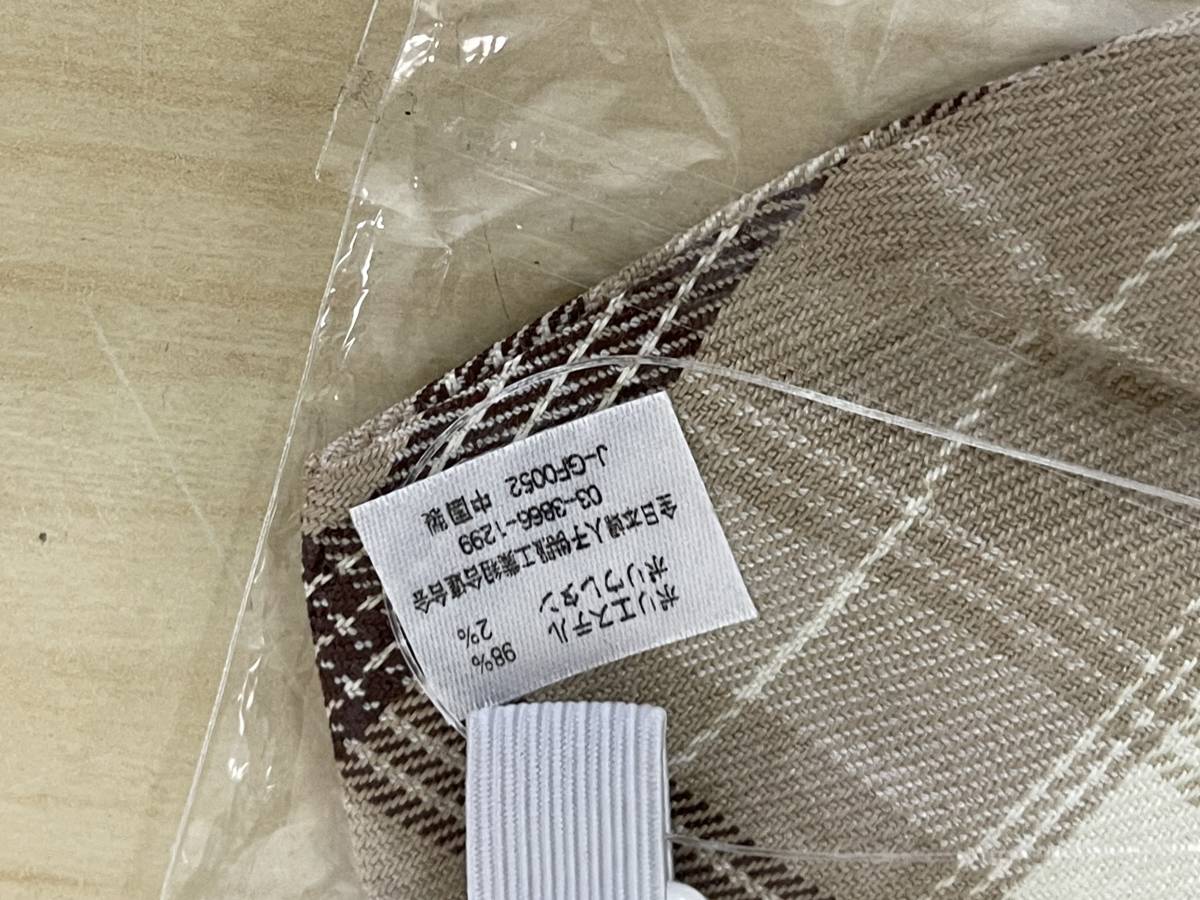 ポリエステル 98%
ポリウレタン 2%
全日本婦人子供服工業組合連合会
03-3866-1299
J-GF0052 中国製